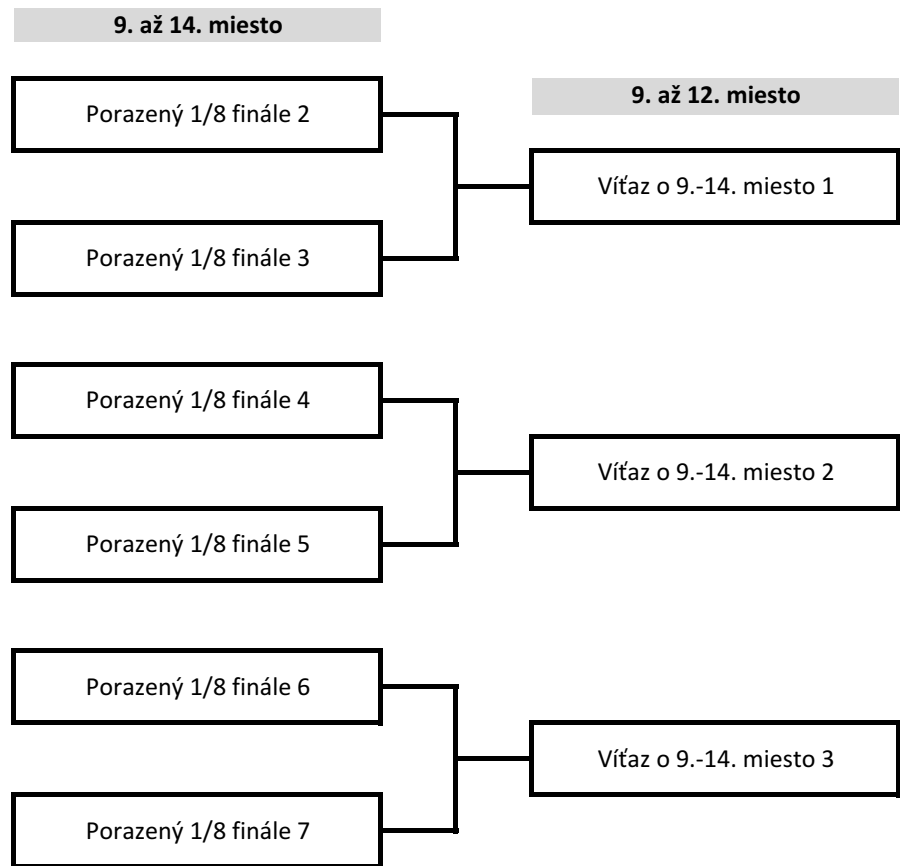 9. až 14. miesto
Porazený 1/8 finále 2
9. až 12. miesto
Víťaz o 9.-14. miesto 1
Porazený 1/8 finále 3
Porazený 1/8 finále 4
Víťaz o 9.-14. miesto 2
Porazený 1/8 finále 5
Porazený 1/8 finále 6
Víťaz o 9.-14. miesto 3
Porazený 1/8 finále 7